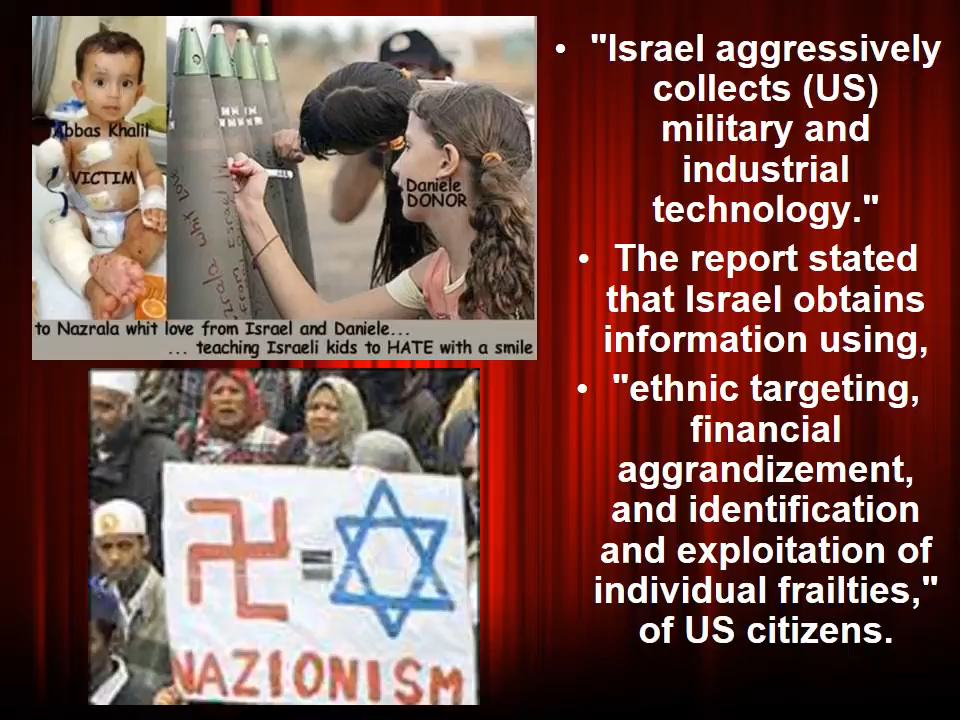 Abbas Khalil
VICTIM
Daniele
DONOR
to Nazrala whit love from Israel and Daniele...
... teaching Israeli kids to HATE with a smile
=
NAZIONISM
• "Israel aggressively
collects (US)
military and
industrial
technology."
• The report stated
that Israel obtains
information using,
• "ethnic targeting,
financial
aggrandizement,
and identification
and exploitation of
individual frailties,"
of US citizens.